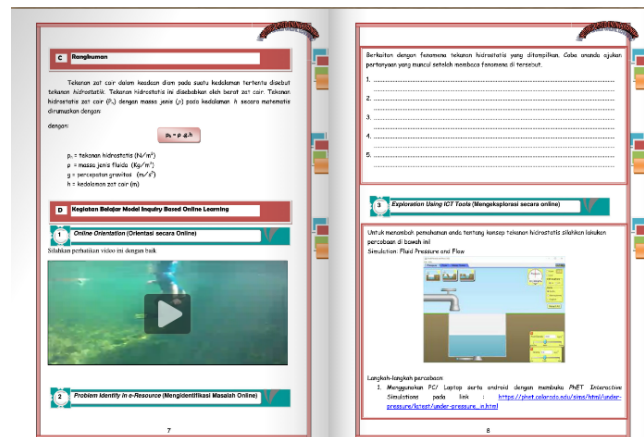 C Rangkuman
Tekanan zat cair dalam keadaan diam pada suatu kedalaman tertentu disebut
tekanan hidrostatik. Tekanan hidrostatis ini disebabkan oleh berat zat cair. Tekanan
hidrostatis zat cair (Pₕ) dengan massa jenis (ρ) pada kedalaman h secara matematis
dirumuskan dengan:
dengan:
pₕ = ρ.g.h
pₕ = tekanan hidrostatis (N/m²)
ρ = massa jenis fluida (Kg/m³)
g = percepatan gravitasi (m/s²)
h = kedalaman zat cair (m)
D Kegiatan Belajar Model Inquiry Based Online Learning
1 Online Orientation (Orientasi secara Online)
Silahkan perhatikan video ini dengan baik
2 Problem Identify in e-Resource (Mengidentifikasi Masalah Online)
7
Berkaitan dengan fenomena tekanan hidrostatis yang ditampilkan, Coba ananda ajukan
pertanyaan yang muncul setelah membaca fenomena di tersebut.
1.
2.
3.
4.
5.
3 Exploration Using ICT Tools (Mengeksplorasi secara online)
Untuk menambah pemahaman anda tentang konsep tekanan hidrostatis silahkan lakukan
percobaan di bawah ini!
Simulation: Fluid Pressure and Flow
Langkah-langkah percobaan
1. Menggunakan PC/ Laptop serta android dengan membuka PhET Interactive
Simulations pada link : https://phet.colorado.edu/sims/html/under-
pressure/latest/under-pressure_in.html
8